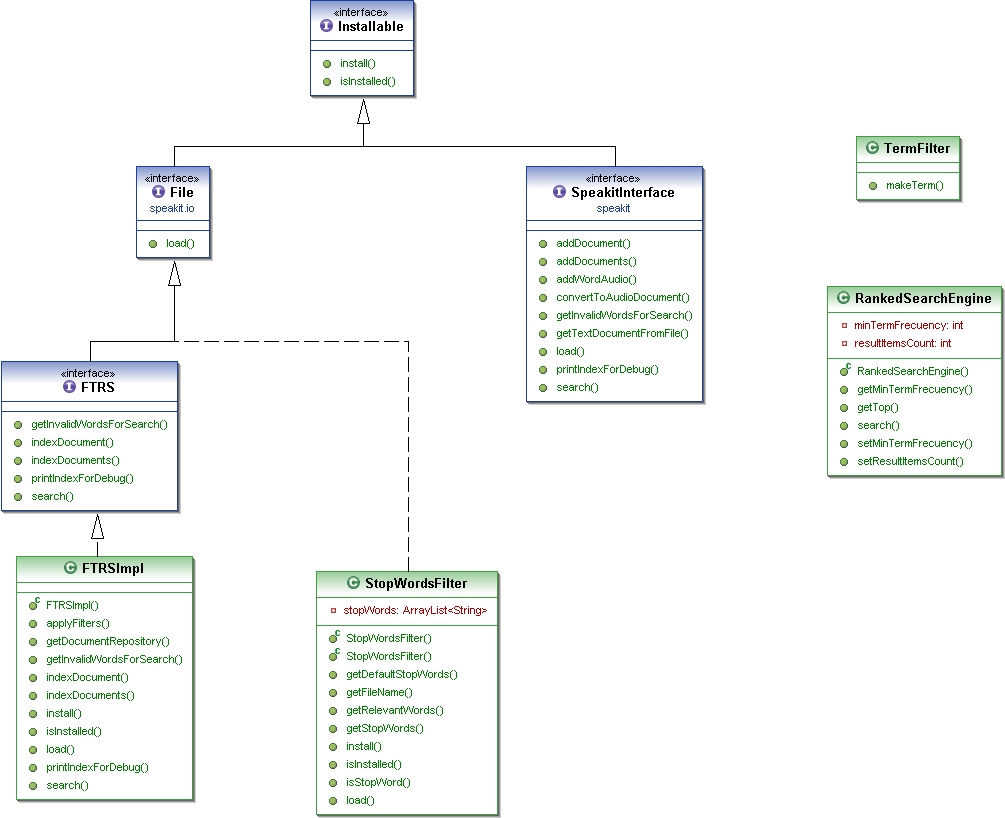 «interface»
Installable
install()
isInstalled()
«interface»
File
speakit.io
load()
«interface»
SpeakitInterface
speakit
addDocument()
addDocuments()
addWordAudio()
convertToAudioDocument()
getInvalidWordsForSearch()
getTextDocumentFromFile()
load()
printIndexForDebug()
search()
TermFilter
makeTerm()
RankedSearchEngine
minTermFrecuency: int
resultItemsCount: int
RankedSearchEngine()
getMinTermFrecuency()
getTop()
search()
setMinTermFrecuency()
setResultItemsCount()
«interface»
FTRS
getInvalidWordsForSearch()
indexDocument()
indexDocuments()
printIndexForDebug()
search()
FTRSImpl
FTRSImpl()
applyFilters()
getDocumentRepository()
getInvalidWordsForSearch()
indexDocument()
indexDocuments()
install()
isInstalled()
load()
printIndexForDebug()
search()
StopWordsFilter
stopWords: ArrayList<String>
StopWordsFilter()
StopWordsFilter()
getDefaultStopWords()
getFileName()
getRelevantWords()
getStopWords()
install()
isInstalled()
isStopWord()
load()